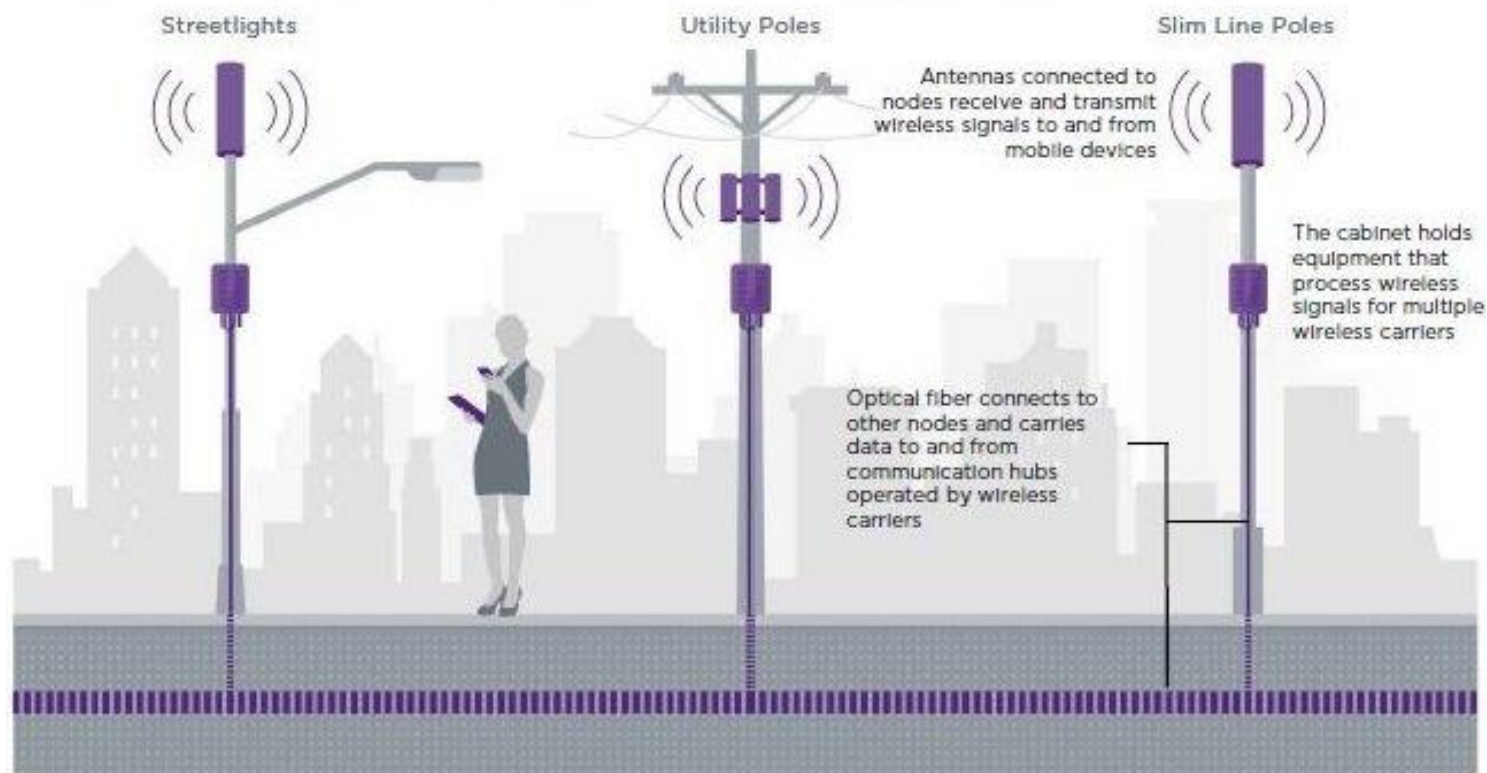 Streetlights
Utility Poles
Slim Line Poles
Antennas connected to
nodes receive and transmit
wireless signals to and from
mobile devices
The cabinet holds
equipment that
process wireless
signals for multiple
wireless carriers
Optical fiber connects to
other nodes and carries
data to and from
communication hubs
operated by wireless
carriers